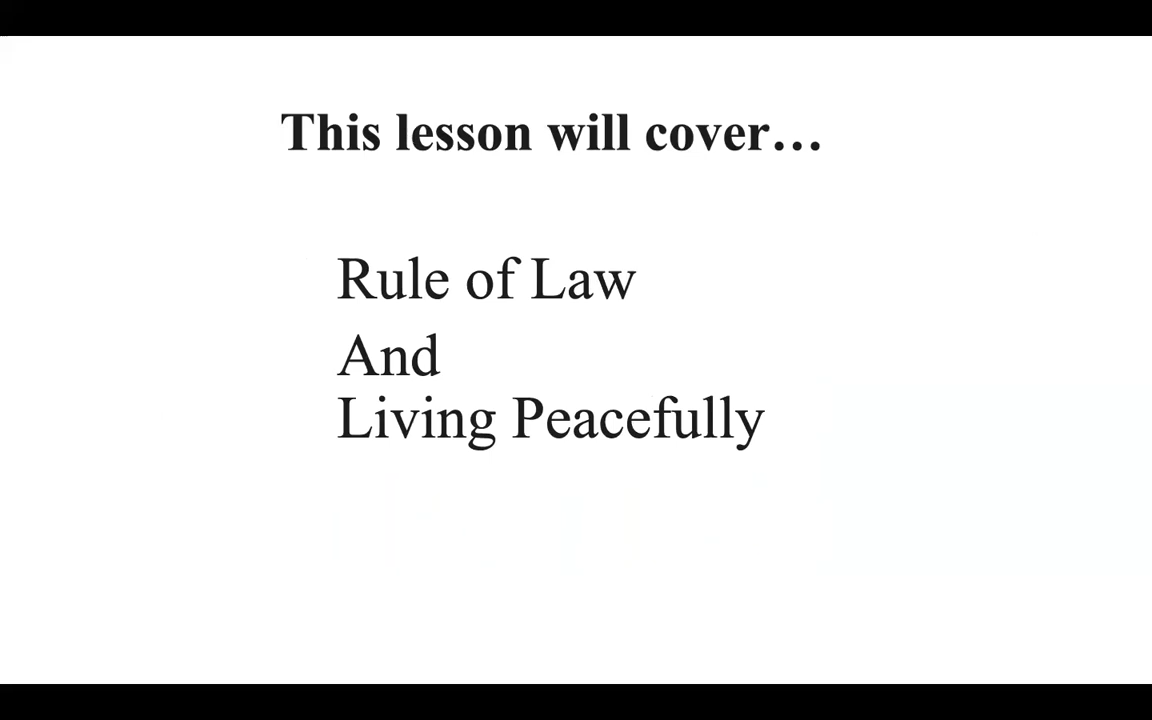 This lesson will cover…
Rule of Law
And
Living Peacefully